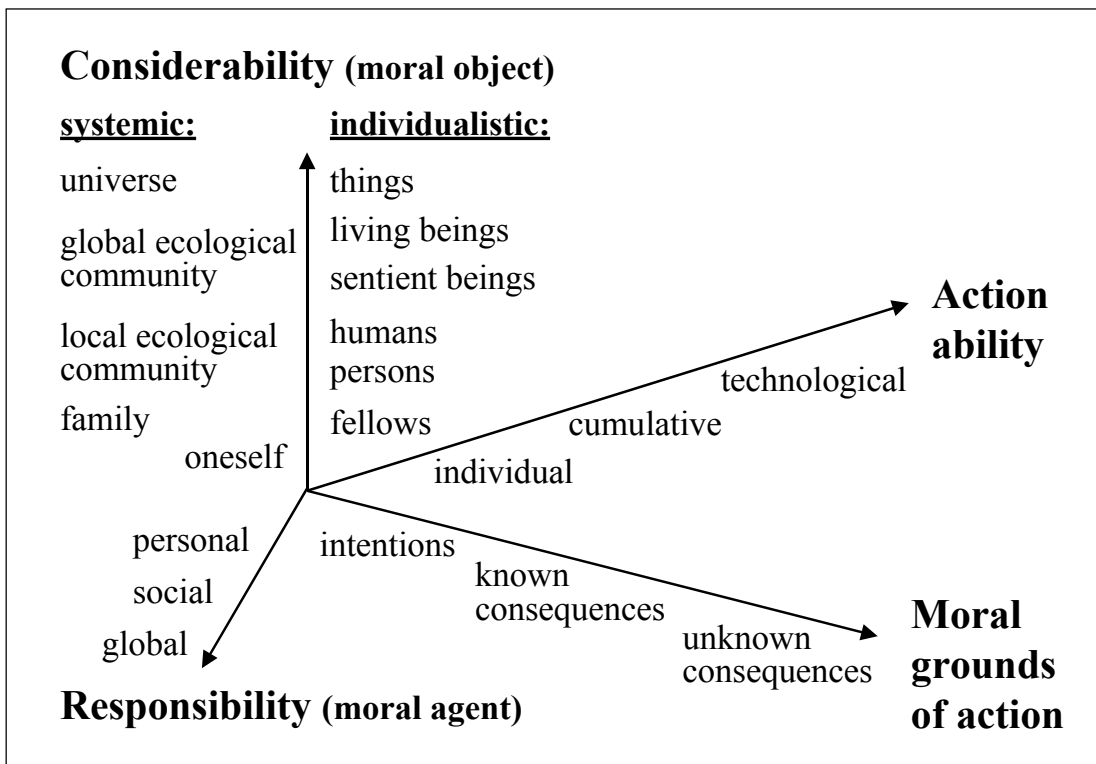 Considerability (moral object)
systemic: individualistic:
universe
global ecological
community
local ecological
community
family
oneself
things
living beings
sentient beings
humans
persons
fellows
Action
ability
technological
cumulative
individual
personal
social
global
Responsibility (moral agent)
intentions
known
consequences
unknown
consequences
Moral
grounds
of action